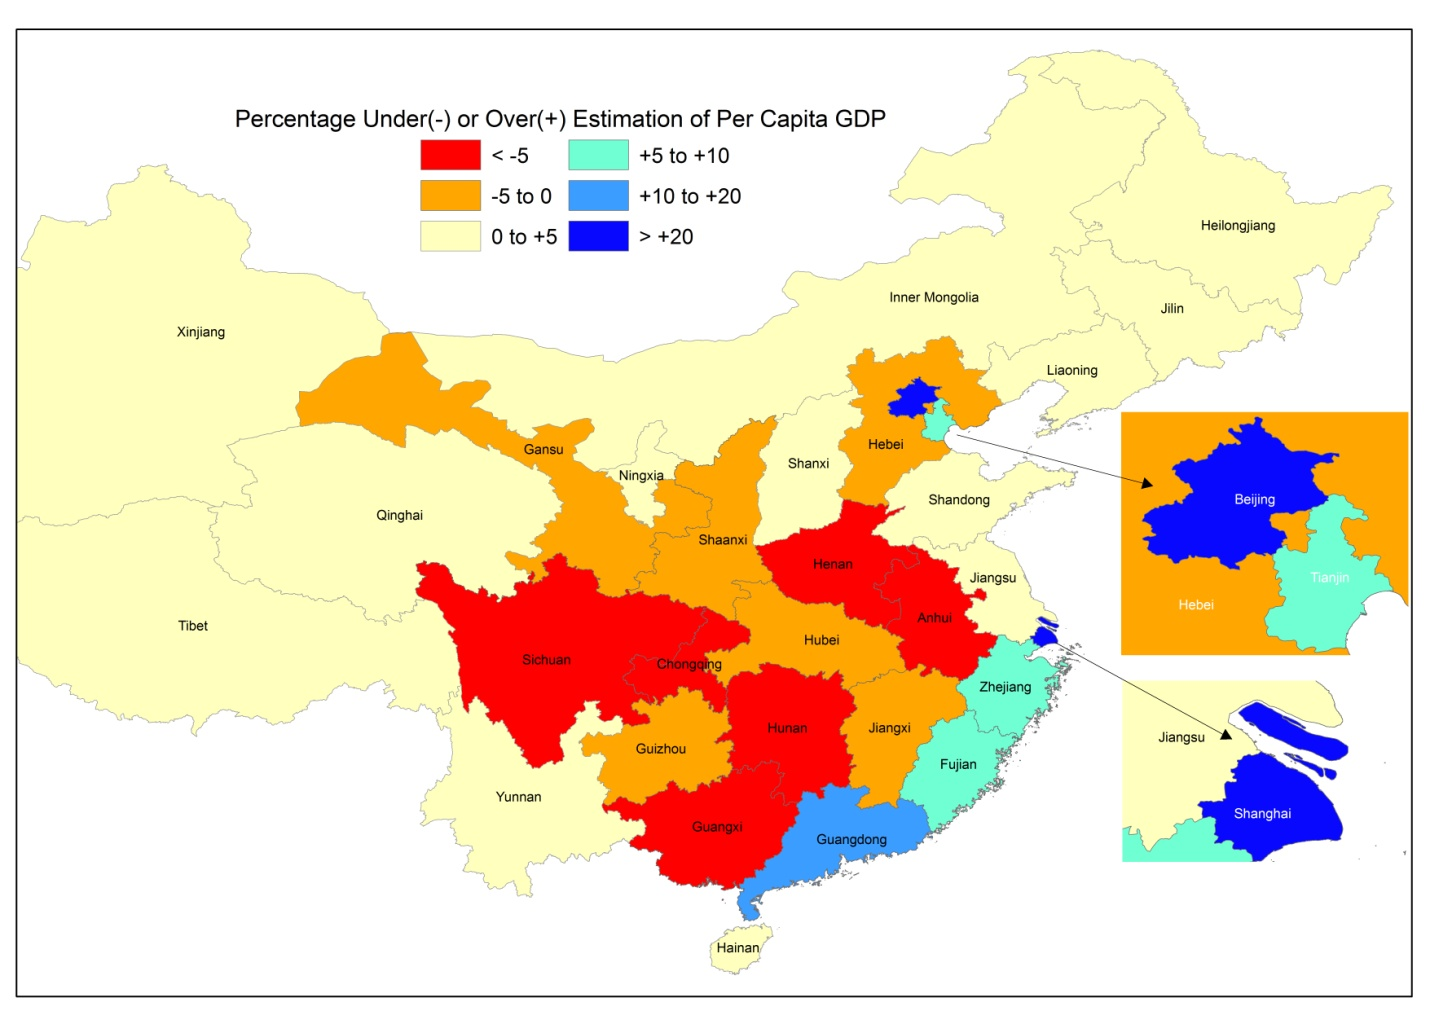 Percentage Under(-) or Over(+) Estimation of Per Capita GDP
< -5
+5 to +10
-5 to 0
+10 to +20
0 to +5
> +20
Heilongjiang
Inner Mongolia
Jilin
Xinjiang
Liaoning
Hebei
Gansu
Shanxi
Ningxia
Shandong
Beijing
Qinghai
Shaanxi
Henan
Jiangsu
Tianjin
Hebei
Tibet
Anhui
Hubei
Sichuan
Chongqing
Zhejiang
Hunan
Jiangxi
Jiangsu
Guizhou
Fujian
Yunnan
Shanghai
Guangxi
Guangdong
Hainan